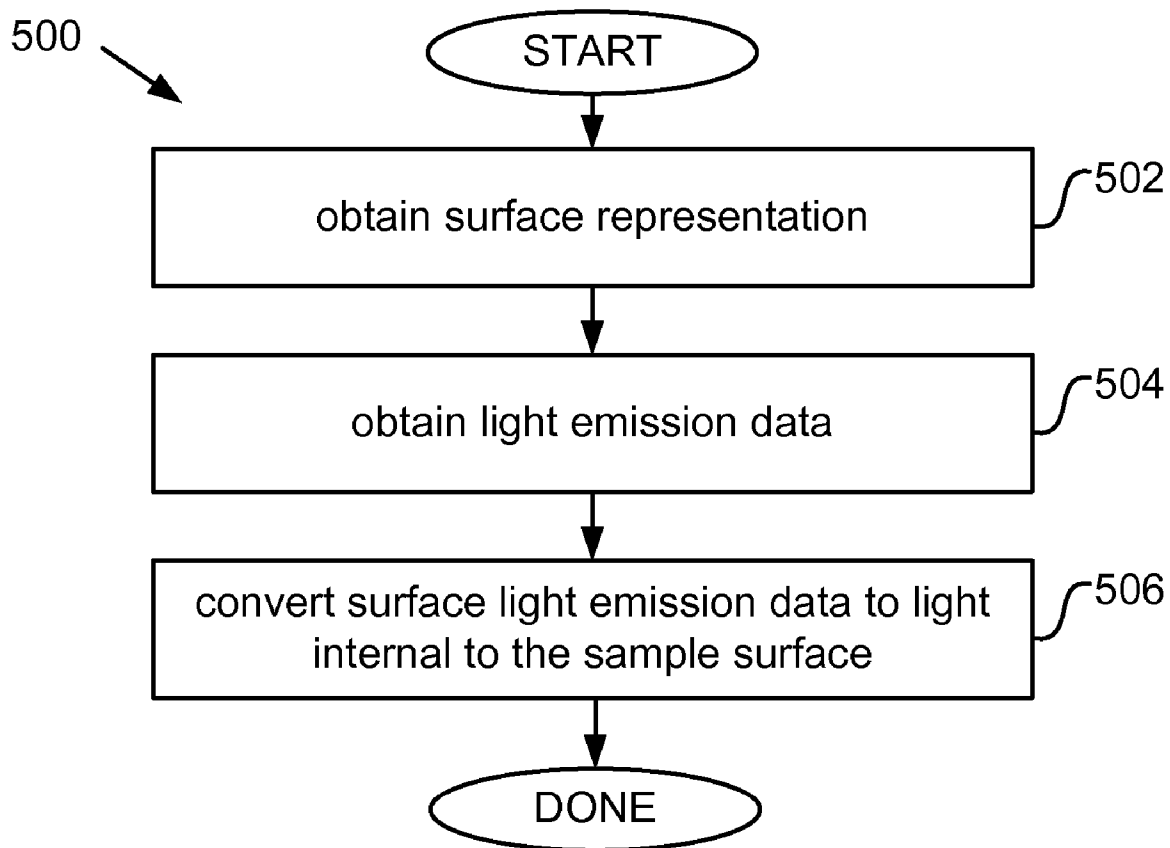 500
START
502
obtain surface representation
504
obtain light emission data
506
convert surface light emission data to light
internal to the sample surface
DONE